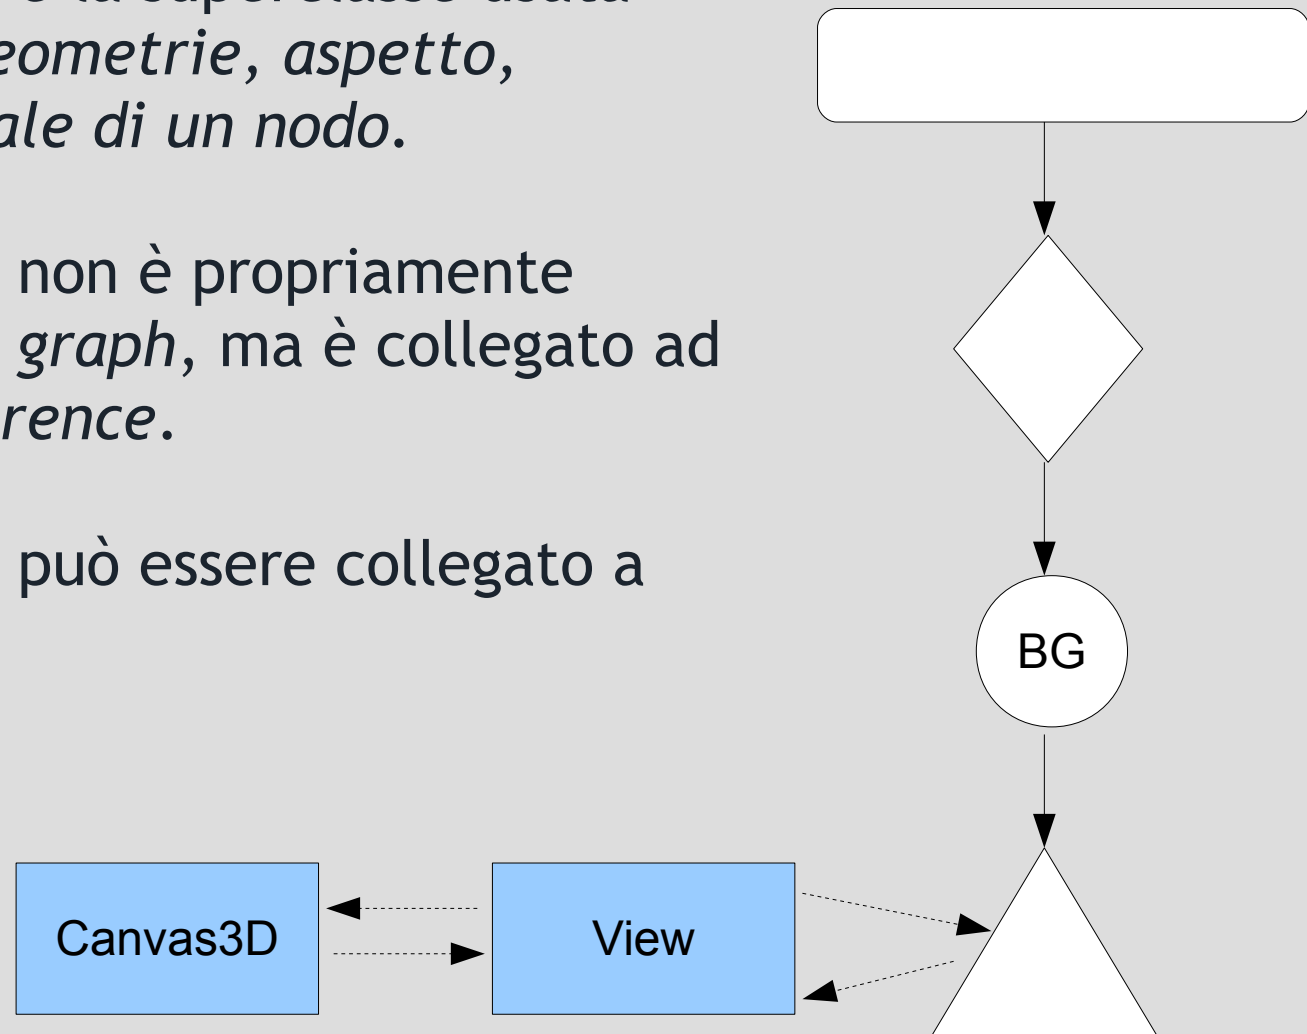 eometrie, aspetto,
ale di un nodo.
non è propriamente
graph, ma è collegato ad
rence.
può essere collegato a
BG
Canvas3D
View